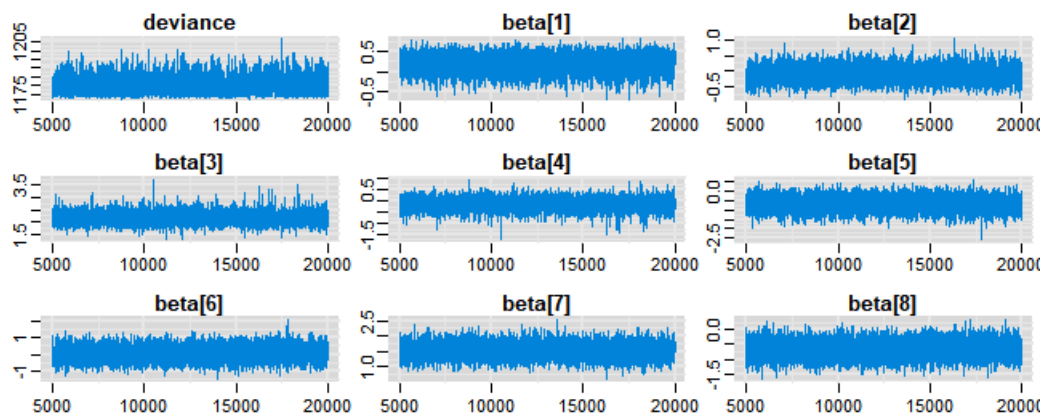 deviance beta[1] beta[2]
1175 1205 -0.5 0.5 -0.5 1.0
5000 10000 15000 20000 5000 10000 15000 20000 5000 10000 15000 20000
beta[3] beta[4] beta[5]
1.5 3.5 -1.5 0.5 -2.5 0.0
5000 10000 15000 20000 5000 10000 15000 20000 5000 10000 15000 20000
beta[6] beta[7] beta[8]
-1 1 1.0 2.5 -1.5 0.0
5000 10000 15000 20000 5000 10000 15000 20000 5000 10000 15000 20000